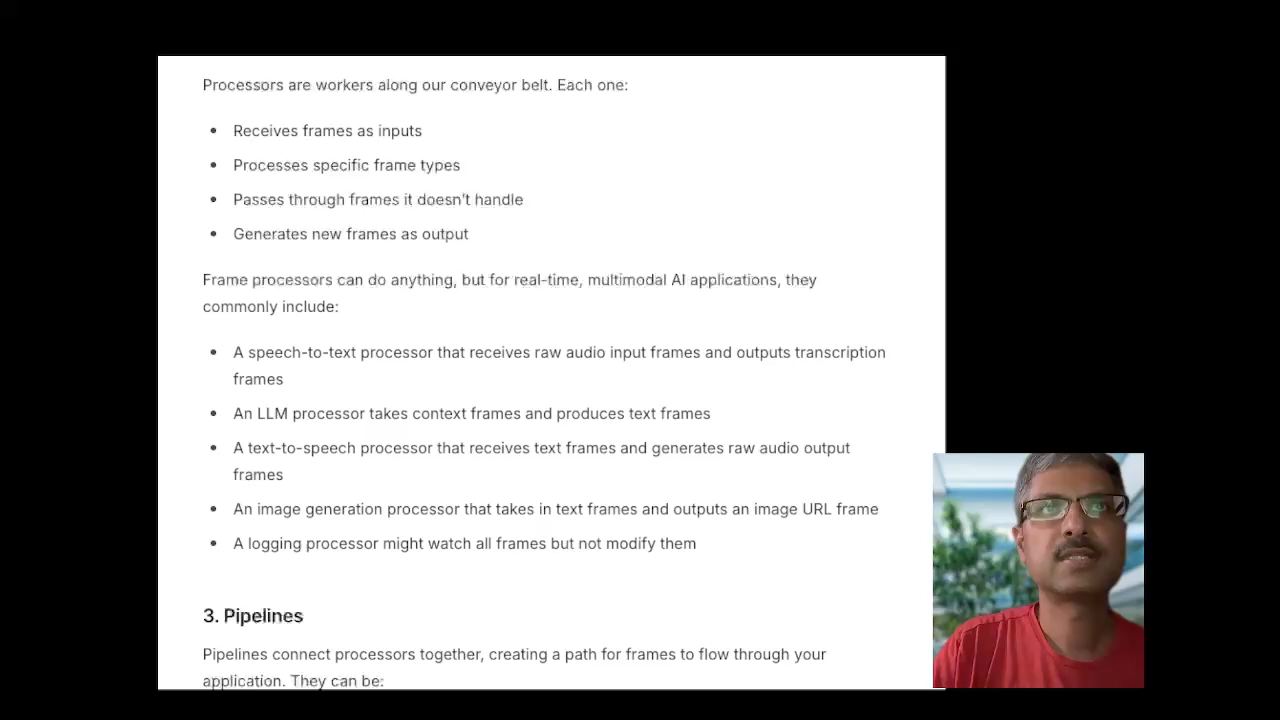 Processors are workers along our conveyor belt. Each one:
• Receives frames as inputs
• Processes specific frame types
• Passes through frames it doesn't handle
• Generates new frames as output
Frame processors can do anything, but for real-time, multimodal AI applications, they
commonly include:
• A speech-to-text processor that receives raw audio input frames and outputs transcription
frames
• An LLM processor takes context frames and produces text frames
• A text-to-speech processor that receives text frames and generates raw audio output
frames
• An image generation processor that takes in text frames and outputs an image URL frame
• A logging processor might watch all frames but not modify them
3. Pipelines
Pipelines connect processors together, creating a path for frames to flow through your
application. They can be: